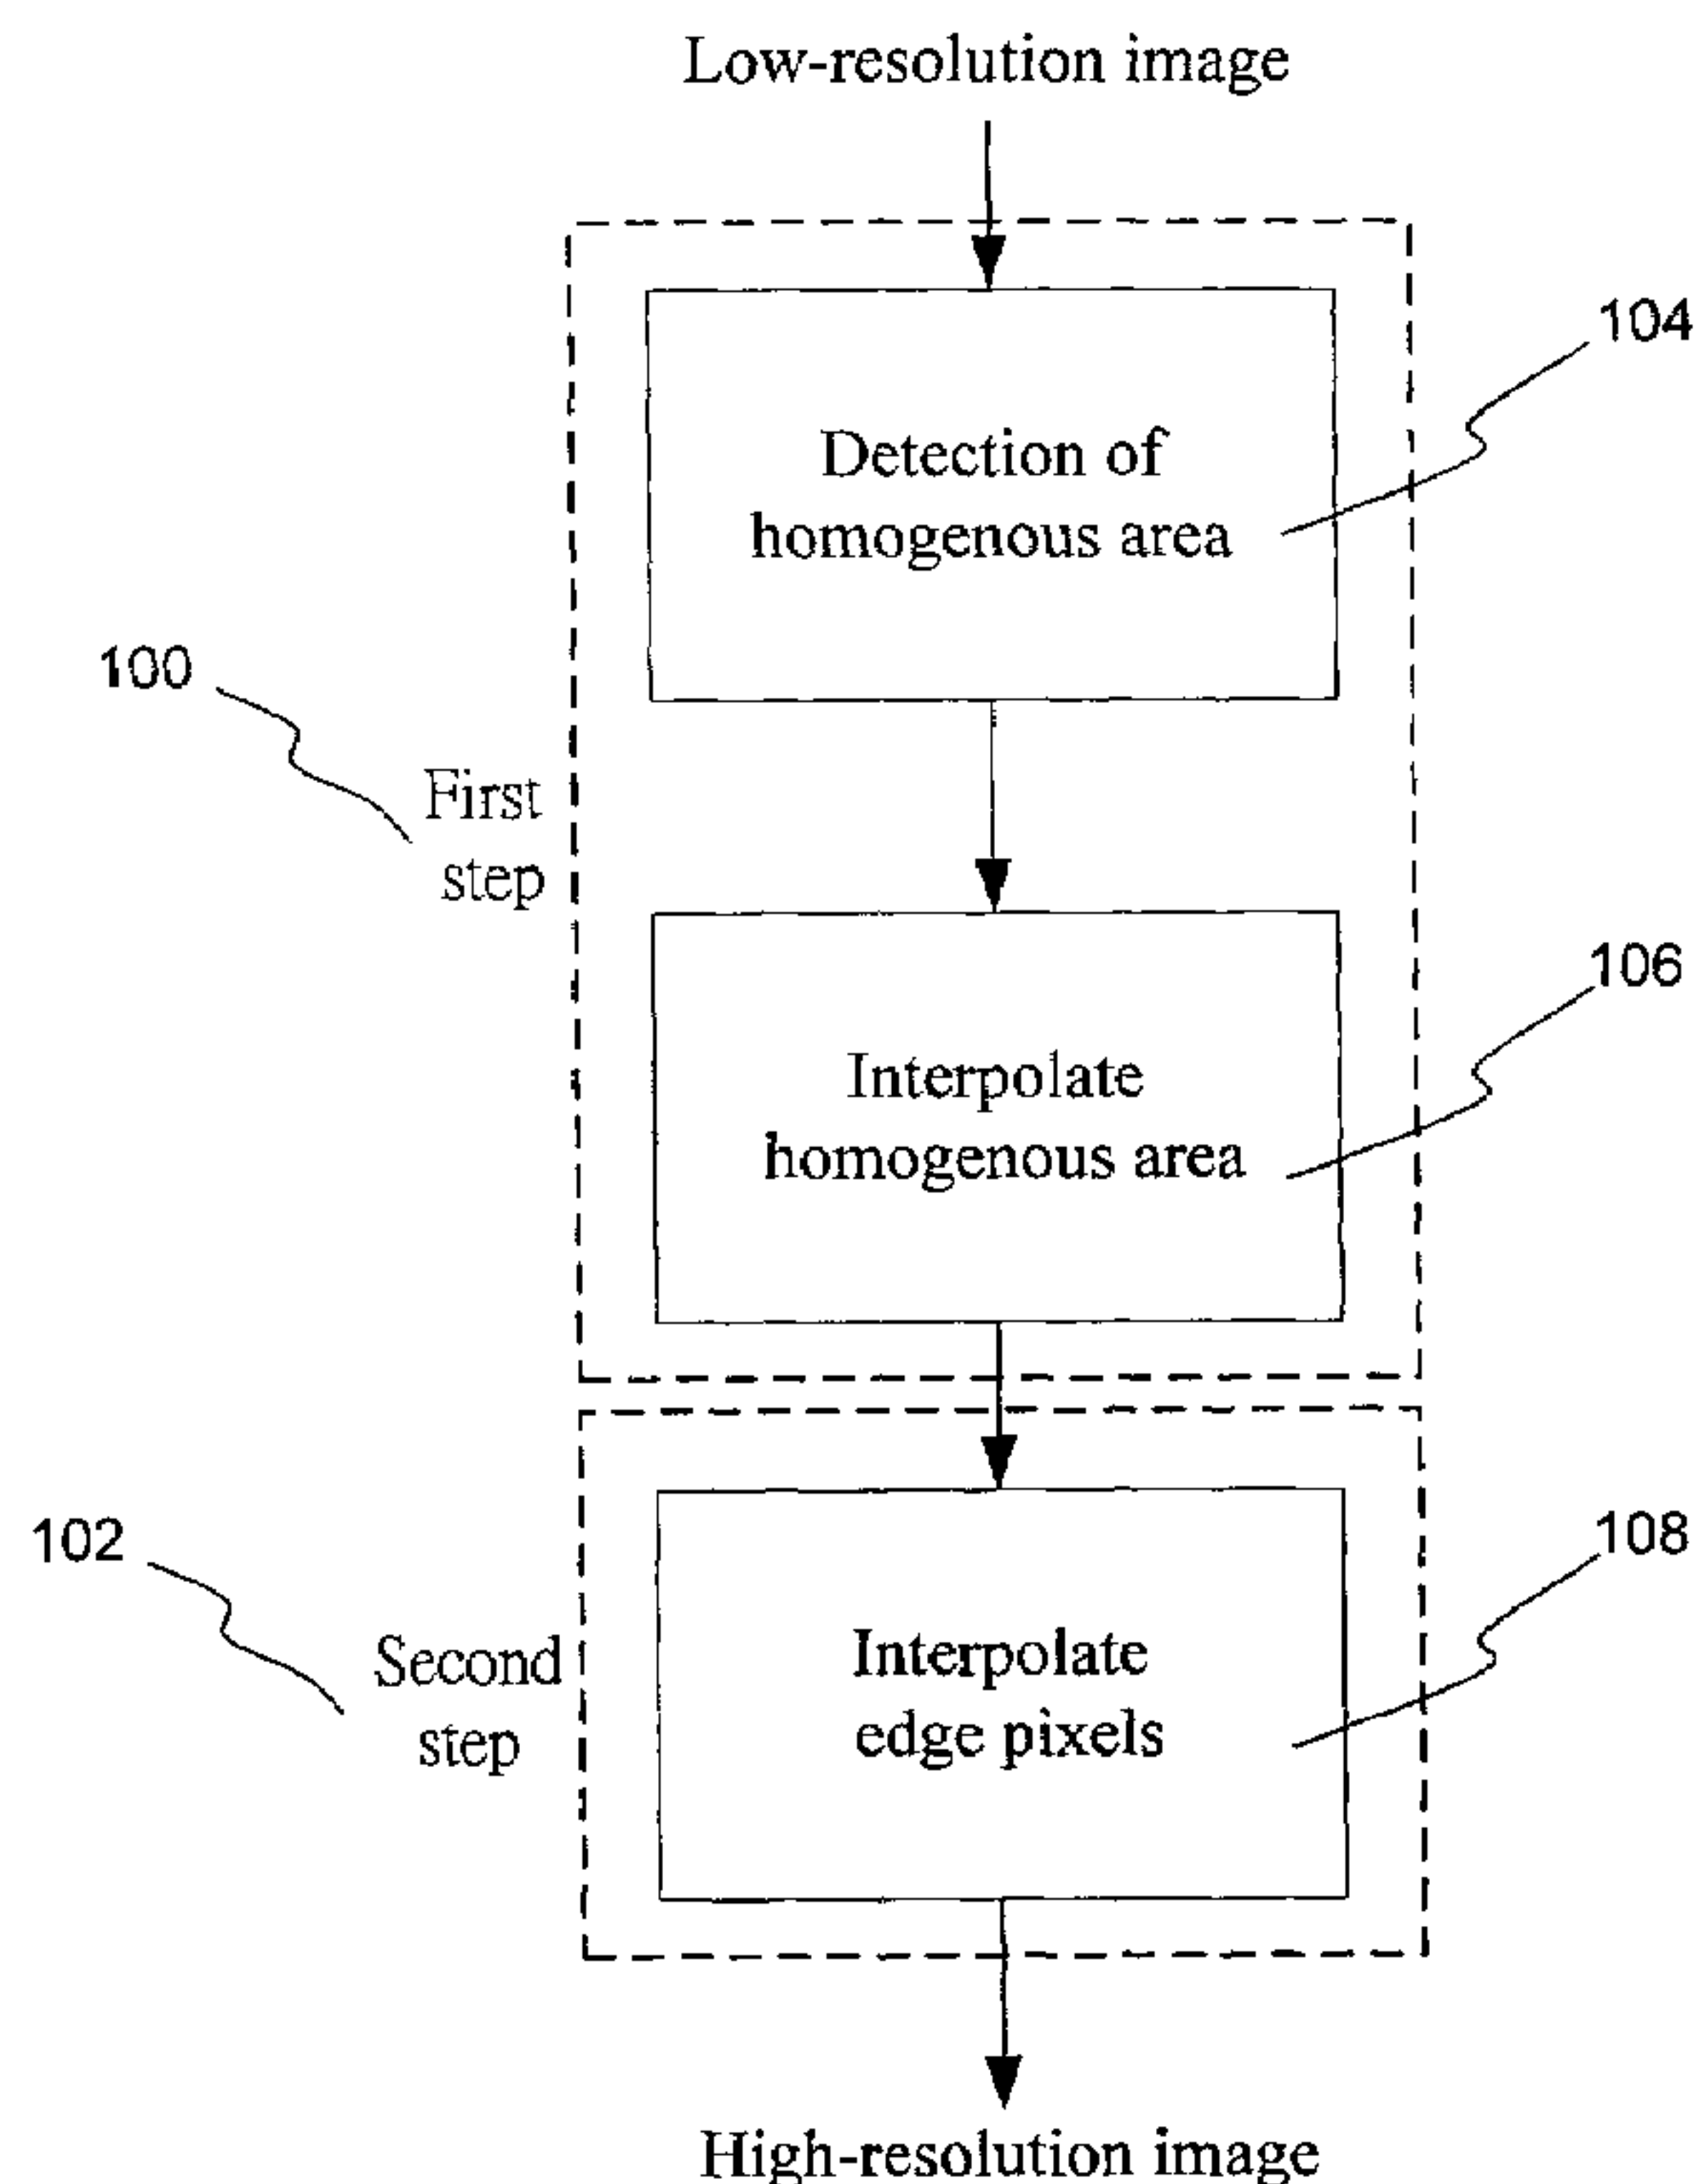 Low-resolution image
104
Detection of
homogenous area
100
First
step
106
Interpolate
homogenous area
102
Second
step
108
Interpolate
edge pixels
High-resolution image